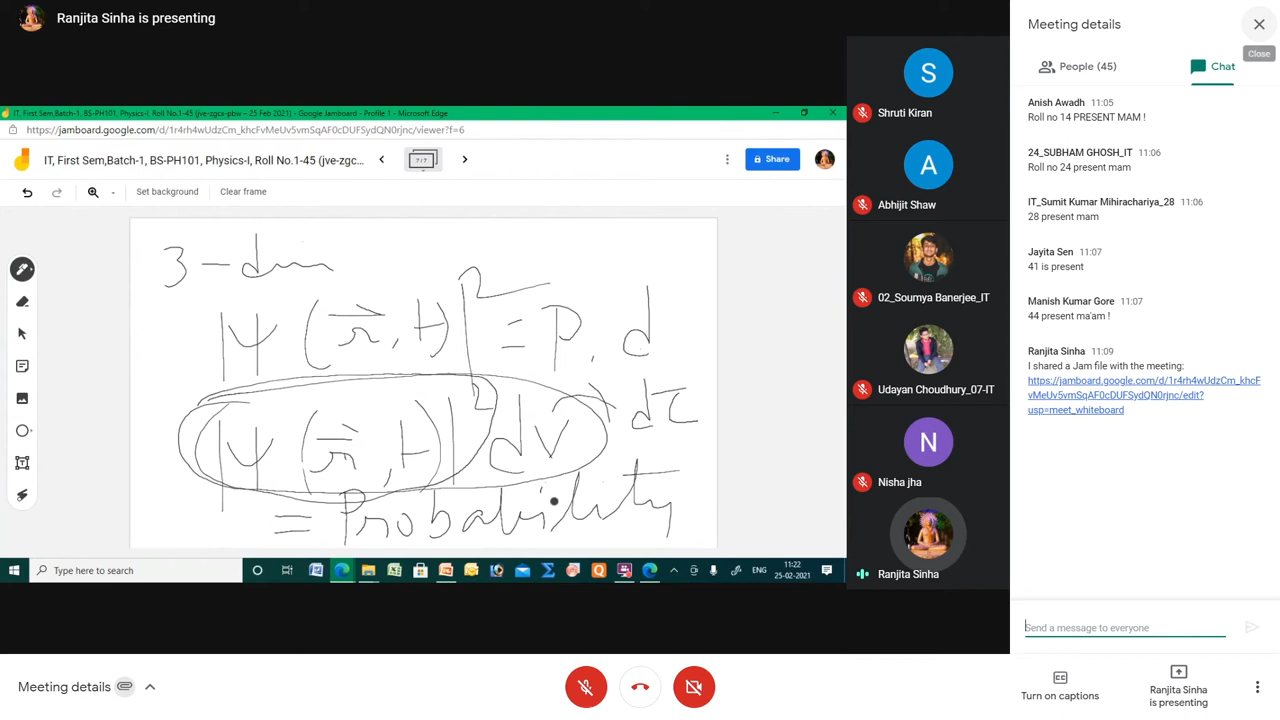 Ranjita Sinha is presenting
IT, First Sem,Batch-1, BS-PH101, Physics-I, Roll No.1-45 (jve-zgcx-pbw – 25 Feb 2021) - Google Jamboard - Profile 1 - Microsoft Edge
https://jamboard.google.com/d/1r4rh4wUdzCm_khcFvMeUv5vmSqAF0cDUFSydQN0rjnc/viewer?f=6
IT, First Sem,Batch-1, BS-PH101, Physics-I, Roll No.1-45 (jve-zgc...
7 / 7
Share
Set background
Clear frame
3 - dim
|ψ (r⃗, t)|² = P. d
|ψ (r⃗, t)|² dv → dτ
= Probability
Type here to search
ENG
11:22
25-02-2021
S
Shruti Kiran
A
Abhijit Shaw
02_Soumya Banerjee_IT
Udayan Choudhury_07-IT
N
Nisha jha
Ranjita Sinha
Meeting details
Close
People (45)
Chat
Anish Awadh 11:05
Roll no 14 PRESENT MAM !
24_SUBHAM GHOSH_IT 11:06
Roll no 24 present mam
IT_Sumit Kumar Mihirachariya_28 11:06
28 present mam
Jayita Sen 11:07
41 is present
Manish Kumar Gore 11:07
44 present ma'am !
Ranjita Sinha 11:09
I shared a Jam file with the meeting:
https://jamboard.google.com/d/1r4rh4wUdzCm_khcF
vMeUv5vmSqAF0cDUFSydQN0rjnc/edit?
usp=meet_whiteboard
Send a message to everyone
Meeting details
Turn on captions
Ranjita Sinha
is presenting